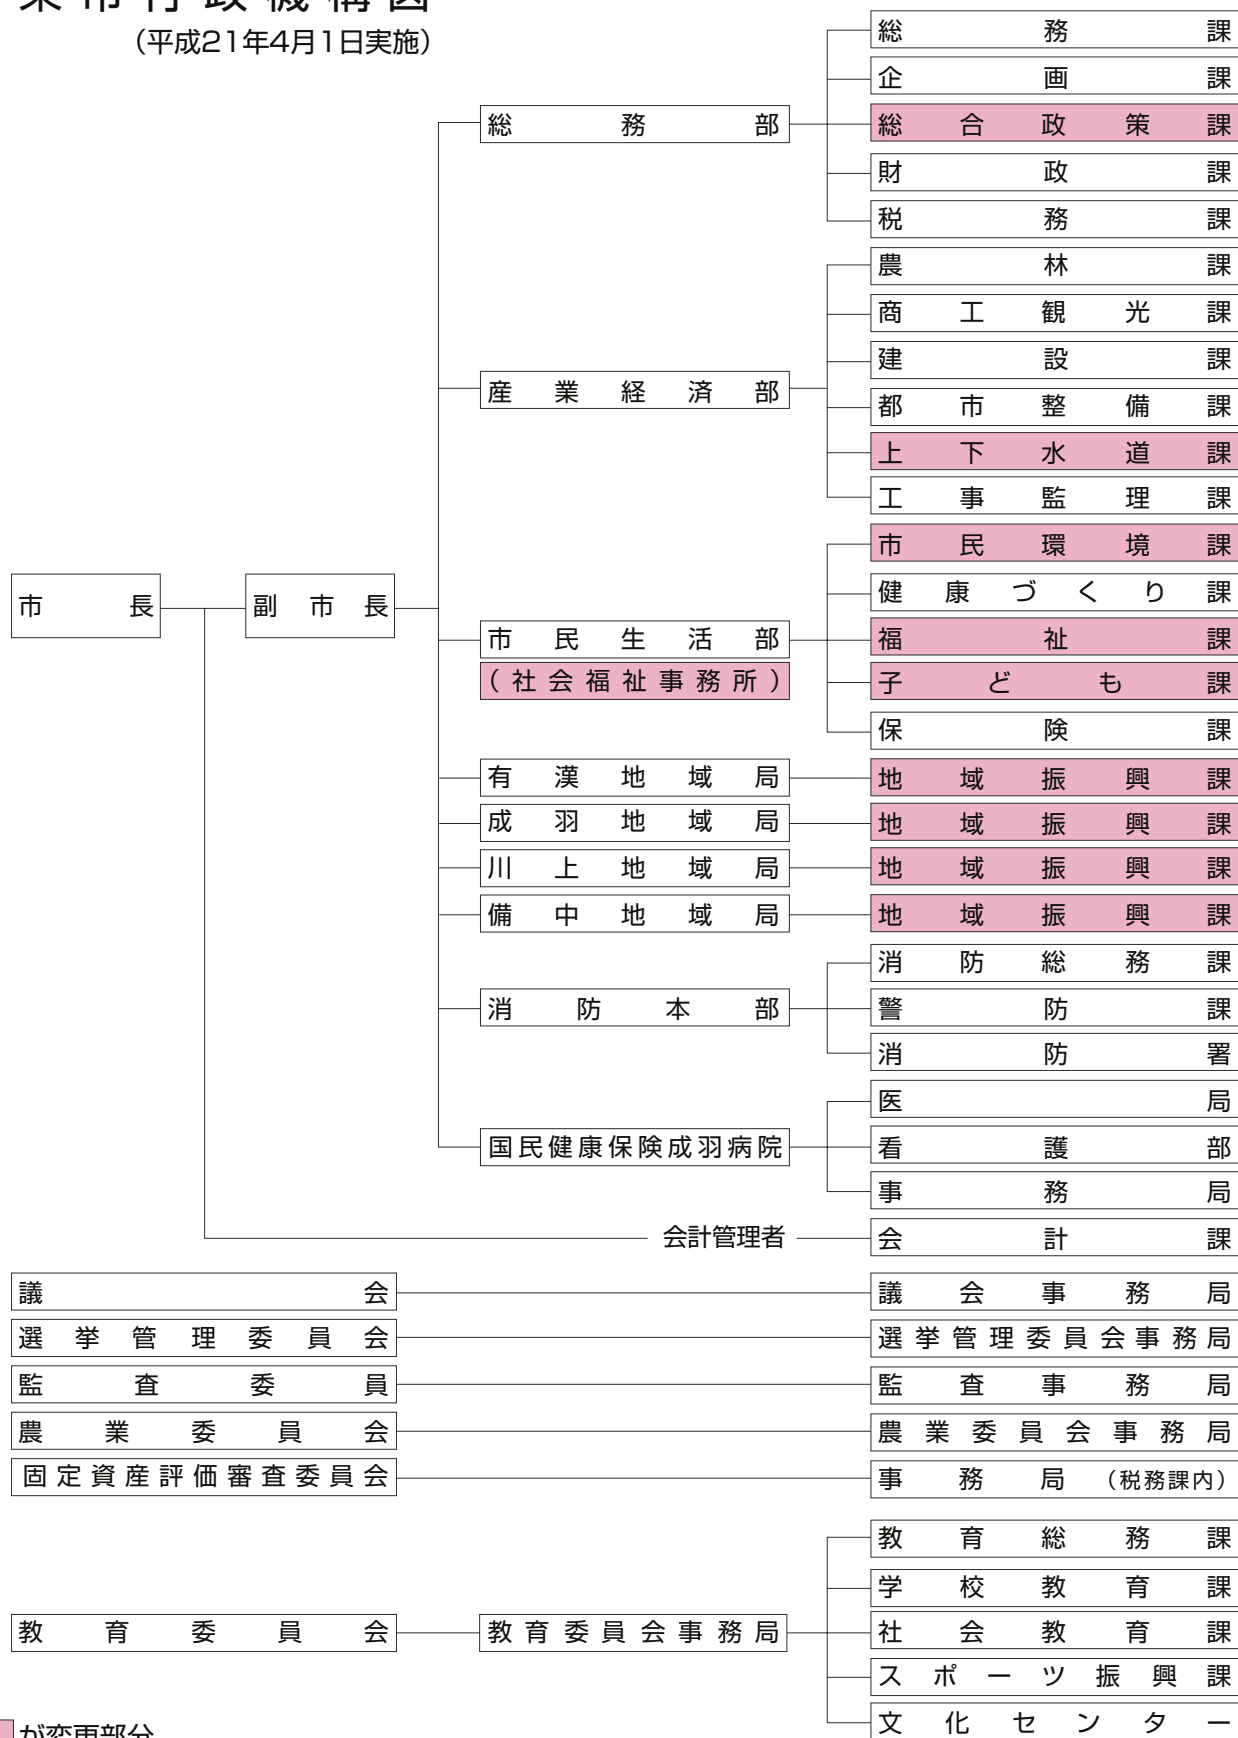 市行政機構図
（平成21年4月1日実施）
総務課
企画課
総務部
総合政策課
財政課
税務課
農林課
商工観光課
建設課
産業経済部
都市整備課
上下水道課
工事監理課
市民環境課
健康づくり課
市長
副市長
市民生活部
福祉課
（社会福祉事務所）
子ども課
保険課
有漢地域局
地域振興課
成羽地域局
地域振興課
川上地域局
地域振興課
備中地域局
地域振興課
消防総務課
消防本部
警防課
消防署
医局
国民健康保険成羽病院
看護部
事務局
会計管理者
会計課
議会
議会事務局
選挙管理委員会
選挙管理委員会事務局
監査委員
監査事務局
農業委員会
農業委員会事務局
固定資産評価審査委員会
事務局（税務課内）
教育総務課
学校教育課
教育委員会
教育委員会事務局
社会教育課
スポーツ振興課
文化センター
が変更部分